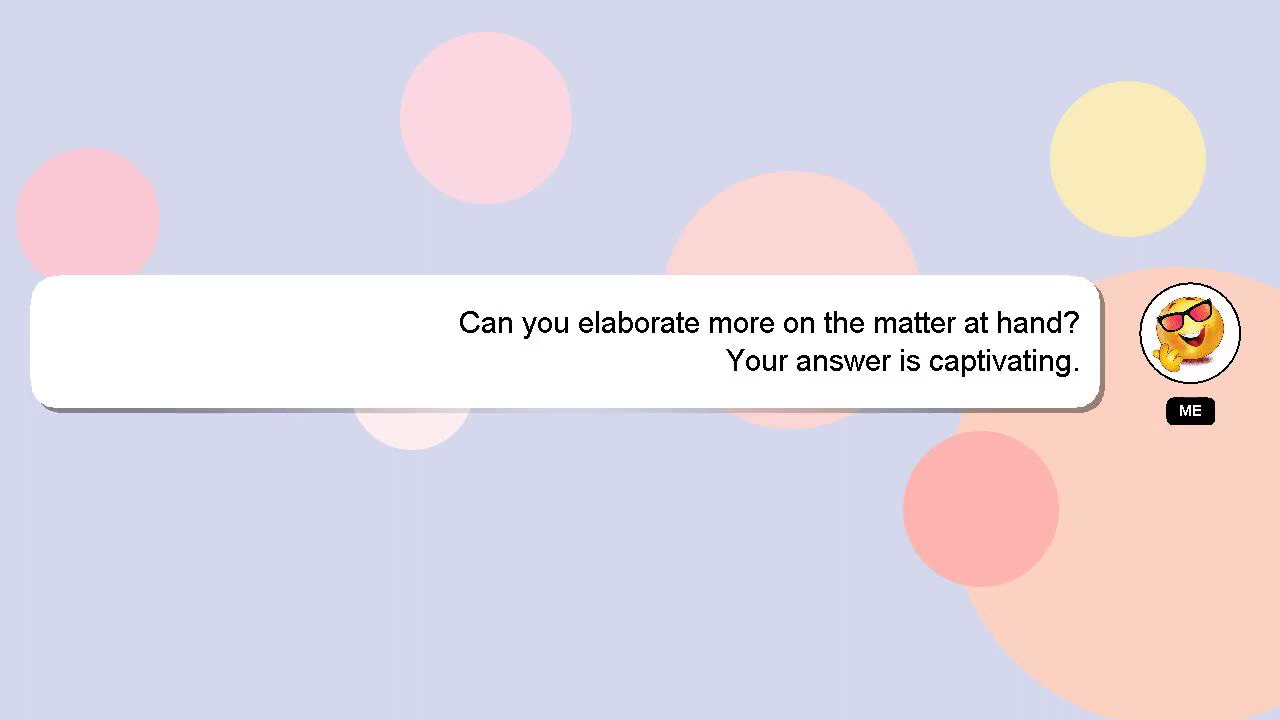 Can you elaborate more on the matter at hand?
Your answer is captivating.
ME